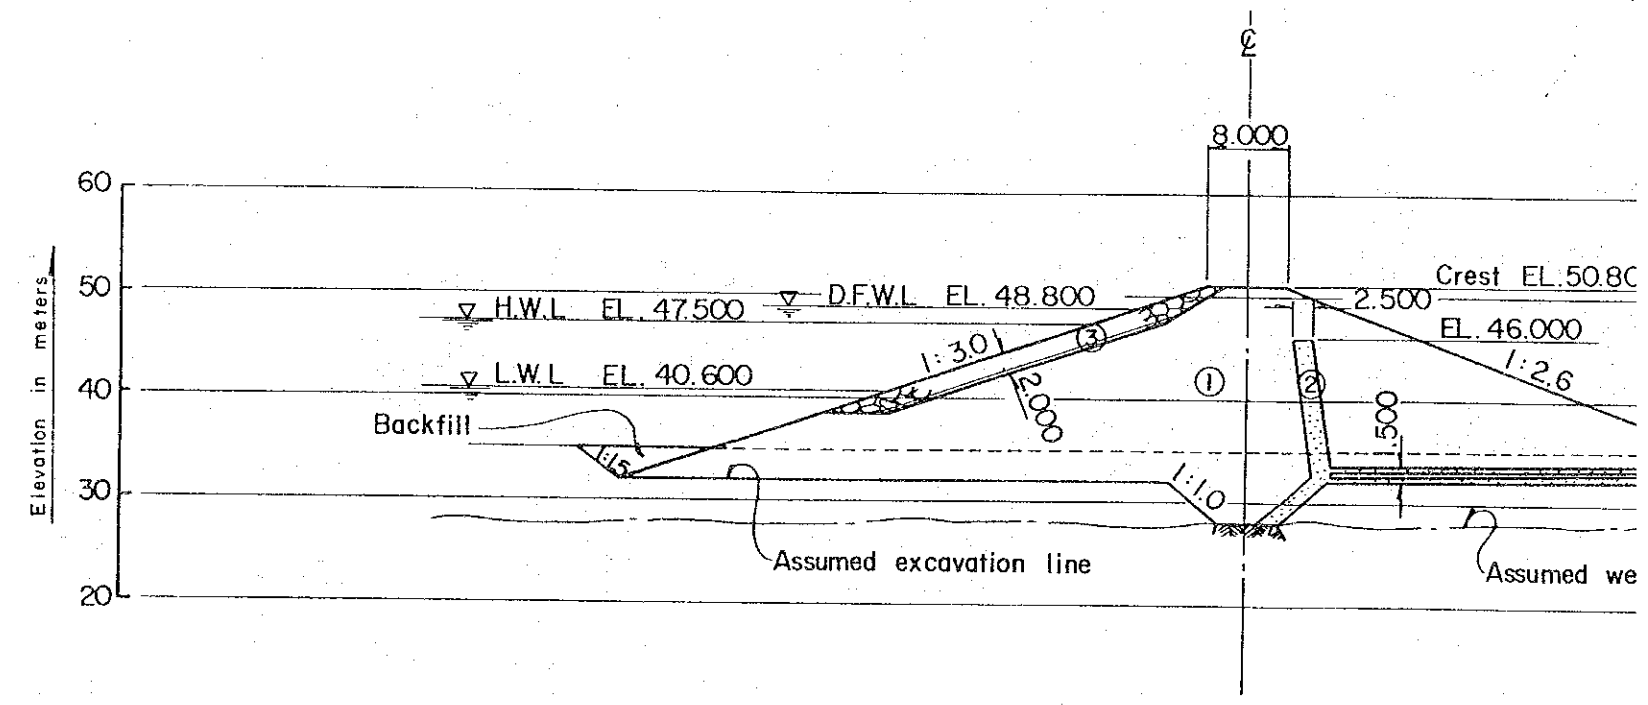 ℄
8.000
60
50
40
30
20
Elevation in meters
Crest EL.50.80
H.W.L EL. 47.500
D.F.W.L EL. 48.800
2.500
EL. 46.000
1:3.0
③
1:2.6
L.W.L EL. 40.600
①
②
2.000
.500
Backfill
1:1.5
1:1.0
Assumed excavation line
Assumed we